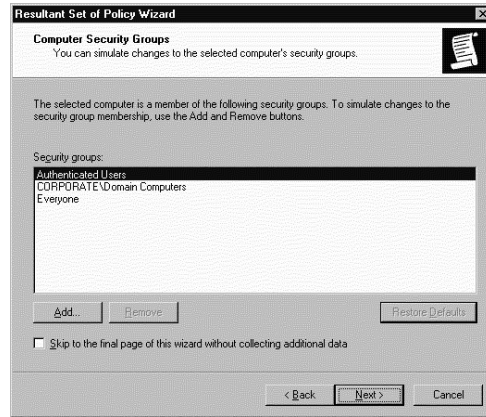 Resultant Set of Policy Wizard
Computer Security Groups
You can simulate changes to the selected computer's security groups.
The selected computer is a member of the following security groups. To simulate changes to the
security group membership, use the Add and Remove buttons.
Security groups:
Authenticated Users
CORPORATE\Domain Computers
Everyone
Add... Remove Restore Defaults
Skip to the final page of this wizard without collecting additional data
< Back Next > Cancel